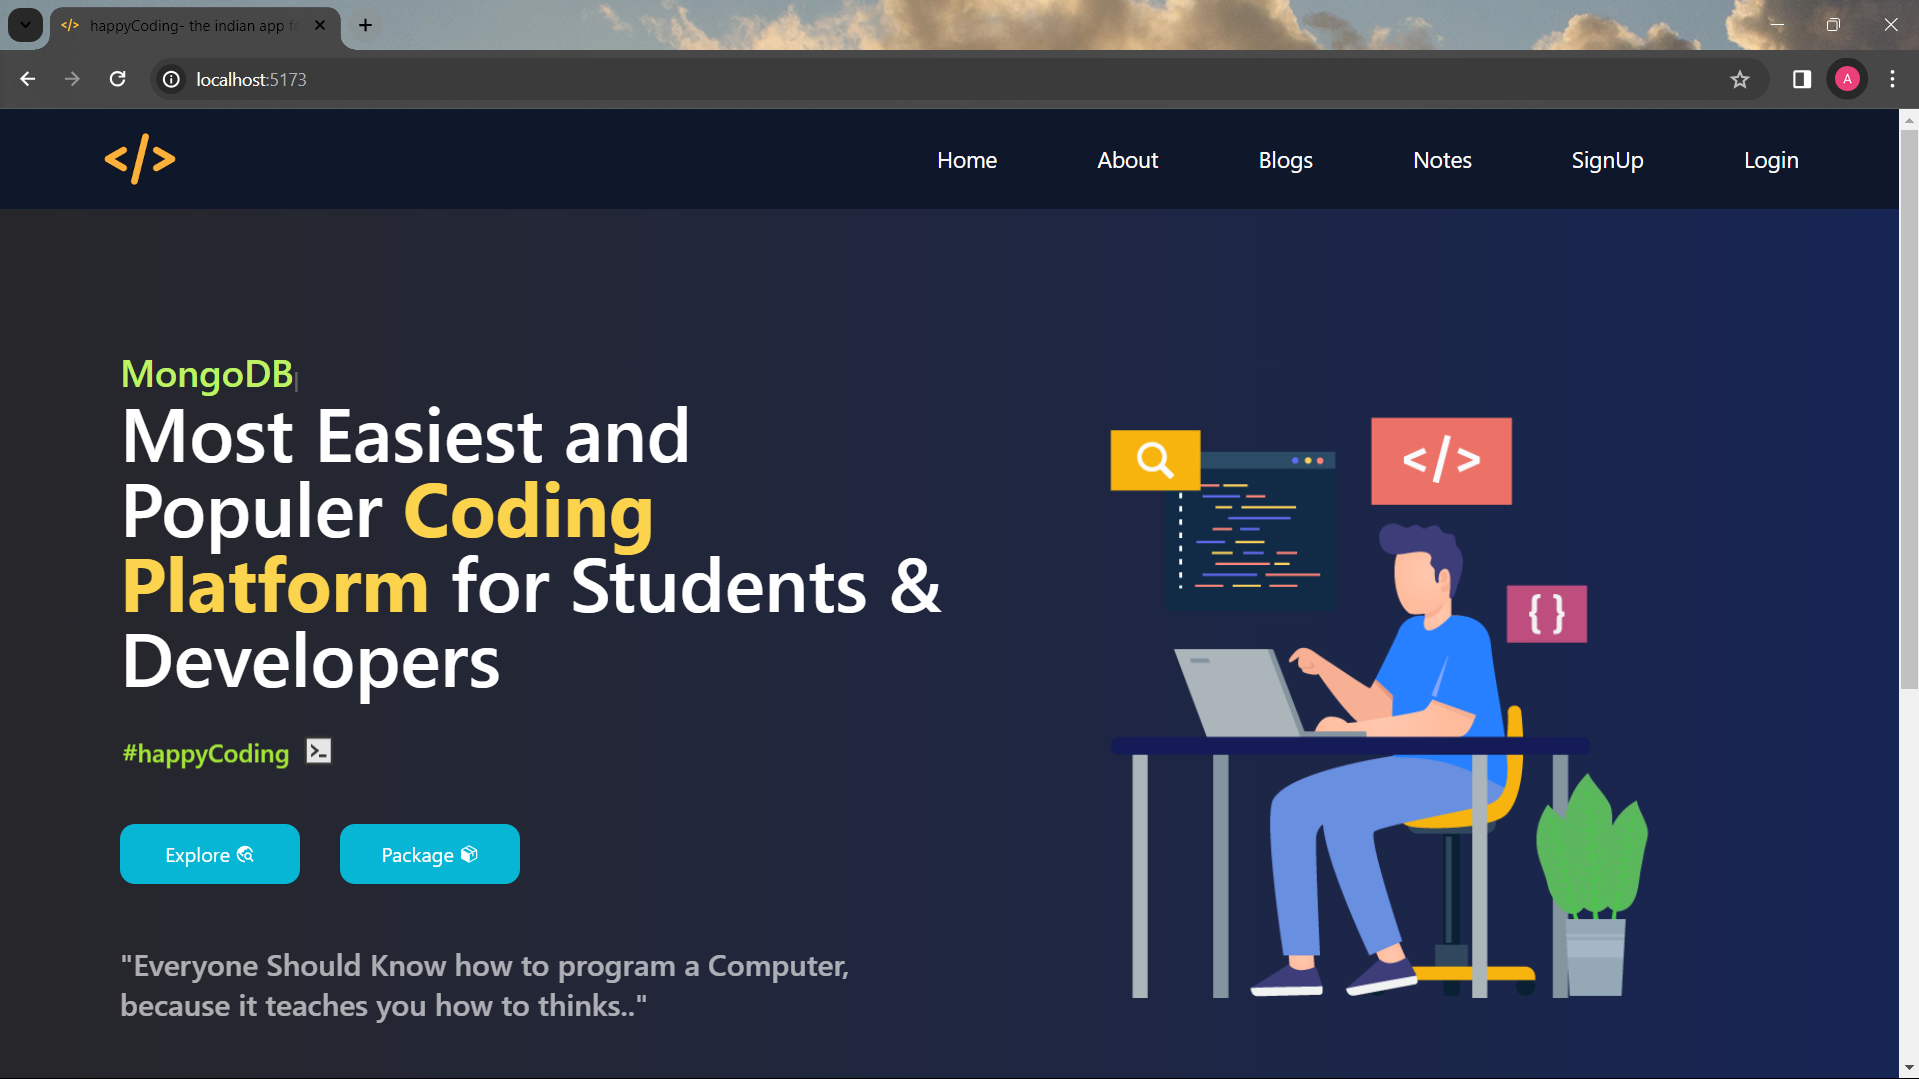 happyCoding- the indian app f
localhost:5173
</>
Home
About
Blogs
Notes
SignUp
Login
MongoDB|
Most Easiest and
Populer Coding
Platform for Students &
Developers
#happyCoding
Explore
Package
"Everyone Should Know how to program a Computer,
because it teaches you how to thinks.."
</>
{ }
A